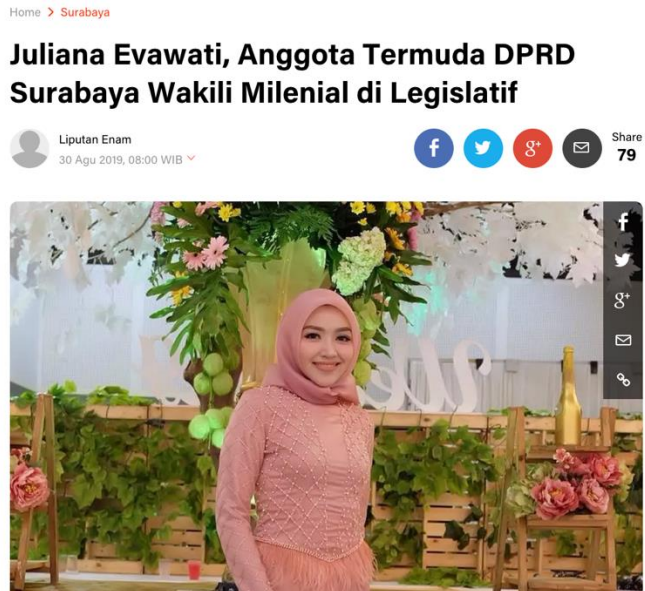 Home > Surabaya
Juliana Evawati, Anggota Termuda DPRD
Surabaya Wakili Milenial di Legislatif
Liputan Enam
30 Agu 2019, 08:00 WIB
Share
79